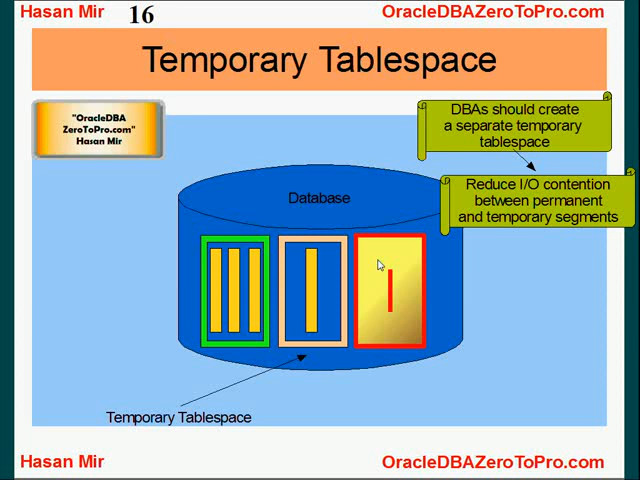 Hasan Mir
16
OracleDBAZeroToPro.com
Temporary Tablespace
"OracleDBA
ZeroToPro.com"
Hasan Mir
DBAs should create
a separate temporary
tablespace
Reduce I/O contention
between permanent
and temporary segments
Database
Temporary Tablespace
Hasan Mir
OracleDBAZeroToPro.com